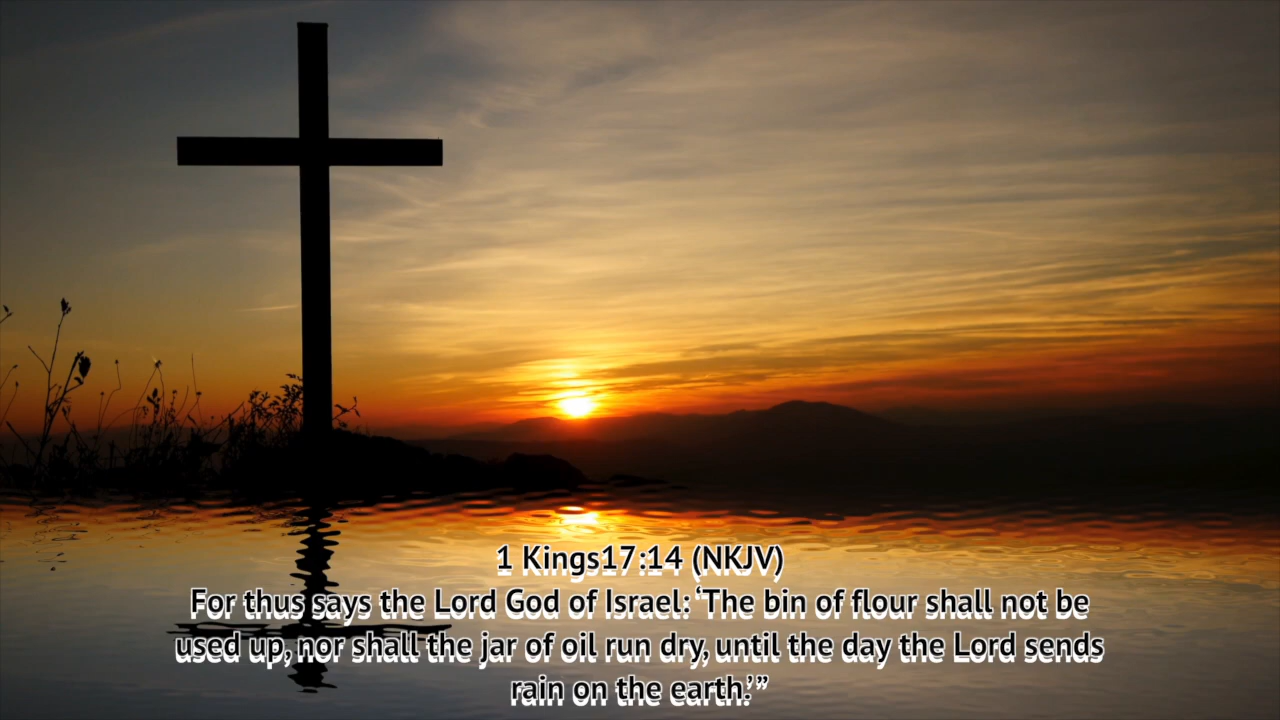 1 Kings17:14 (NKJV)
For thus says the Lord God of Israel: ‘The bin of flour shall not be
used up, nor shall the jar of oil run dry, until the day the Lord sends
rain on the earth.’”